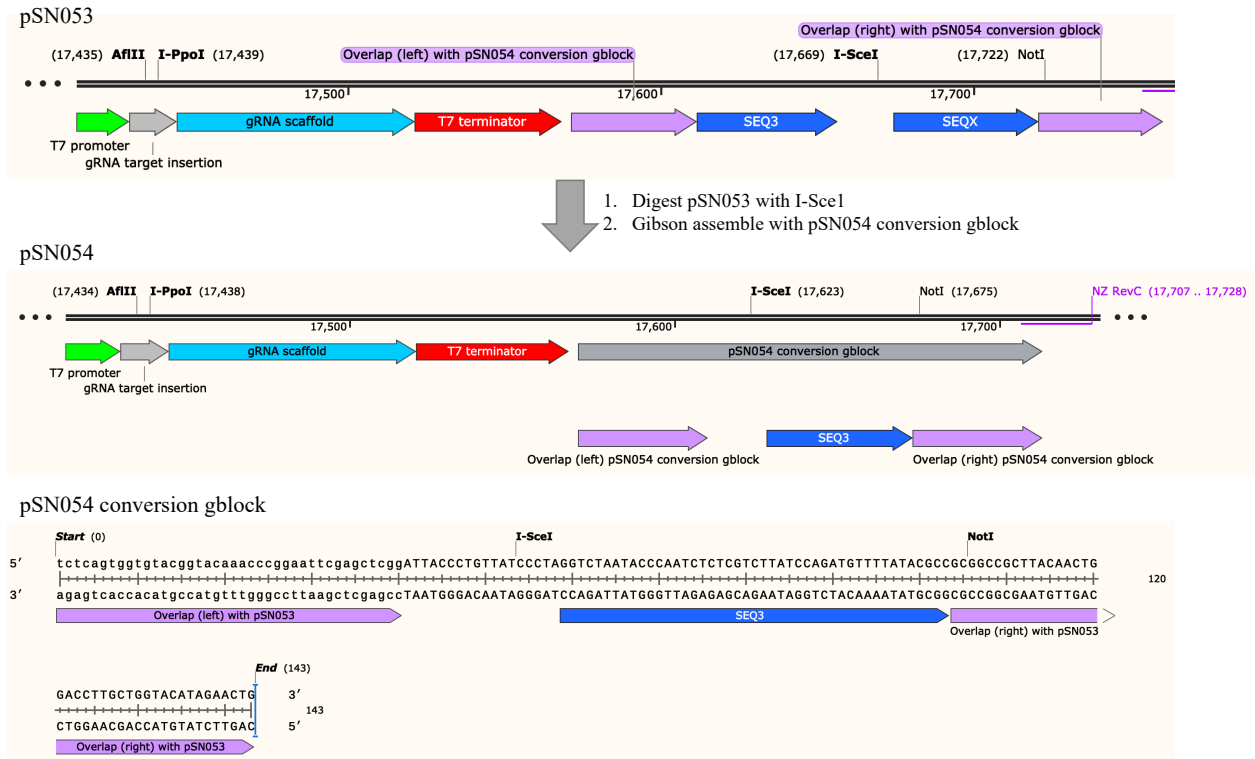 pSN053
Overlap (right) with pSN054 conversion gblock
(17,435) AflII I-PpoI (17,439) Overlap (left) with pSN054 conversion gblock (17,669) I-SceI (17,722) NotI
17,500 17,600 17,700
gRNA scaffold T7 terminator SEQ3 SEQX
T7 promoter
gRNA target insertion
1. Digest pSN053 with I-Sce1
2. Gibson assemble with pSN054 conversion gblock
pSN054
(17,434) AflII I-PpoI (17,438) I-SceI (17,623) NotI (17,675) NZ RevC (17,707 .. 17,728)
17,500 17,600 17,700
gRNA scaffold T7 terminator pSN054 conversion gblock
T7 promoter
gRNA target insertion
SEQ3
Overlap (left) pSN054 conversion gblock Overlap (right) pSN054 conversion gblock
pSN054 conversion gblock
Start (0) I-SceI NotI
5′ tctcagtggtgtacggtacaaacccggaattcgagctcggATTACCCTGTTATCCCTAGGTCTAATACCCAATCTCTCGTCTTATCCAGATGTTTTATACGCCGCGGCCGCTTACAACTG
120
3′ agagtcaccacatgccatgtttgggccttaagctcgagccTAATGGGACAATAGGGATCCAGATTATGGGTTAGAGAGCAGAATAGGTCTACAAAATATGCGGCGCCGGCGAATGTTGAC
Overlap (left) with pSN053 SEQ3
Overlap (right) with pSN053
End (143)
GACCTTGCTGGTACATAGAACTG 3′
143
CTGGAACGACCATGTATCTTGAC 5′
Overlap (right) with pSN053